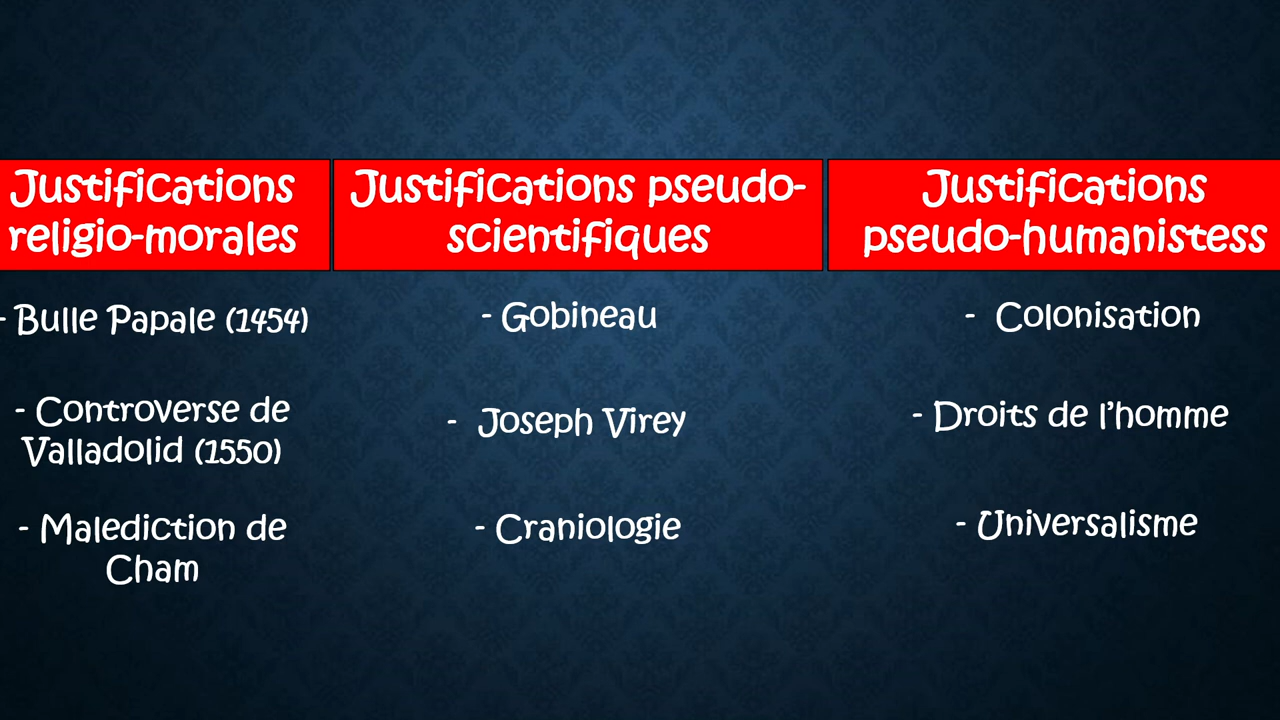 Justifications
religio-morales
- Bulle Papale (1454)
- Controverse de
Valladolid (1550)
- Malediction de
Cham
Justifications pseudo-
scientifiques
- Gobineau
- Joseph Virey
- Craniologie
Justifications
pseudo-humanistess
- Colonisation
- Droits de l’homme
- Universalisme